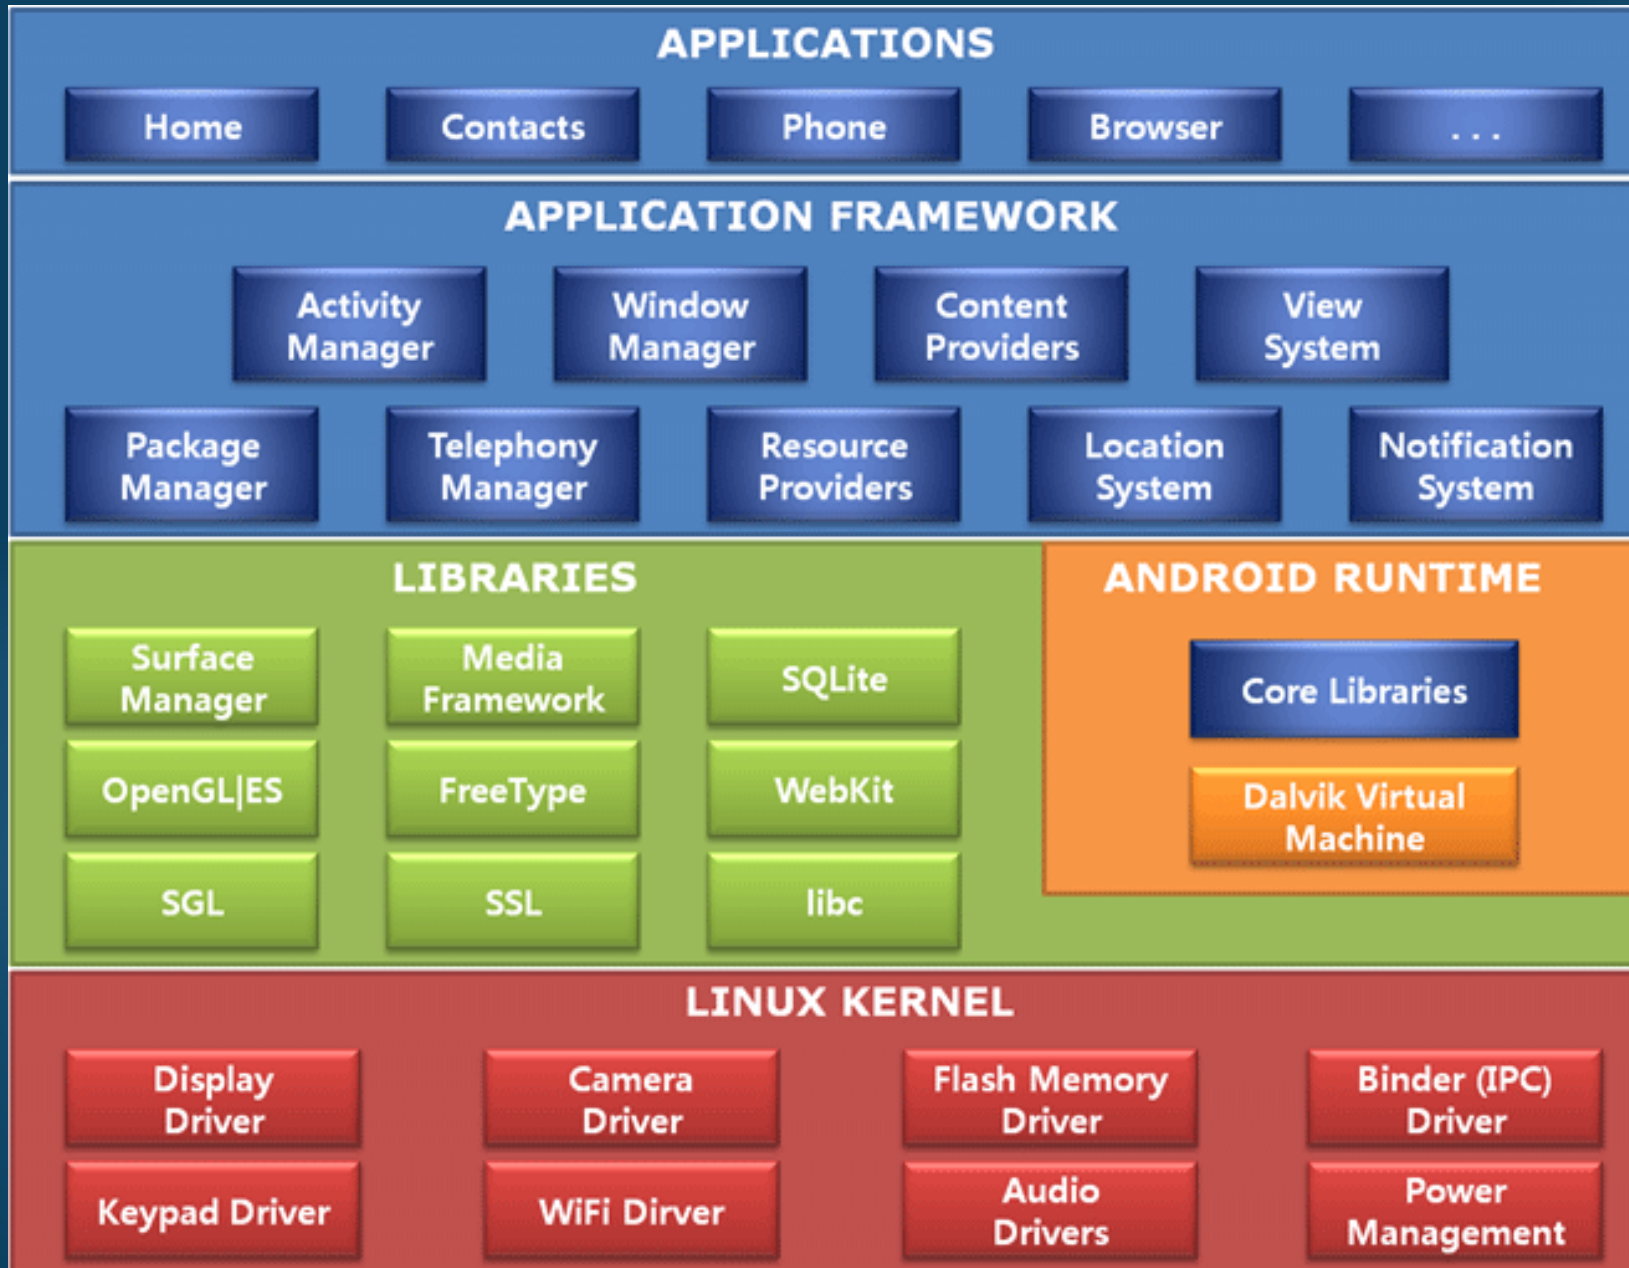 APPLICATIONS
Home
Contacts
Phone
Browser
...
APPLICATION FRAMEWORK
Activity
Manager
Window
Manager
Content
Providers
View
System
Package
Manager
Telephony
Manager
Resource
Providers
Location
System
Notification
System
LIBRARIES
Surface
Manager
Media
Framework
SQLite
OpenGL|ES
FreeType
WebKit
SGL
SSL
libc
ANDROID RUNTIME
Core Libraries
Dalvik Virtual
Machine
LINUX KERNEL
Display
Driver
Camera
Driver
Flash Memory
Driver
Binder (IPC)
Driver
Keypad Driver
WiFi Dirver
Audio
Drivers
Power
Management